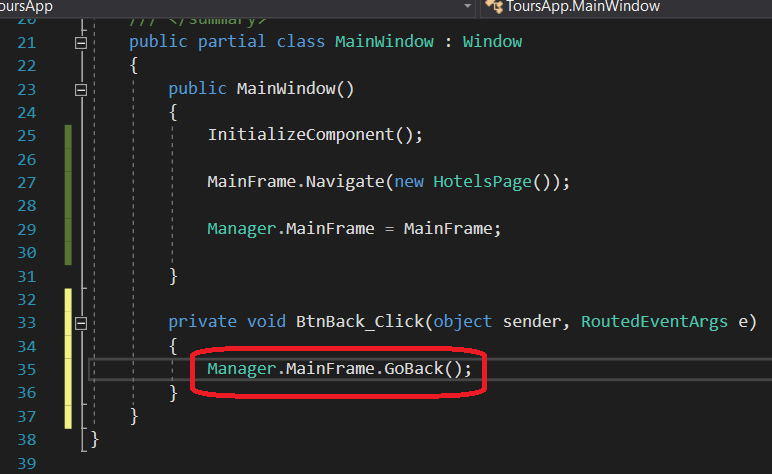 oursApp
ToursApp.MainWindow
20 /// </summary>
21 public partial class MainWindow : Window
22 {
23 public MainWindow()
24 {
25 InitializeComponent();
26
27 MainFrame.Navigate(new HotelsPage());
28
29 Manager.MainFrame = MainFrame;
30
31 }
32
33 private void BtnBack_Click(object sender, RoutedEventArgs e)
34 {
35 Manager.MainFrame.GoBack();
36 }
37 }
38 }
39